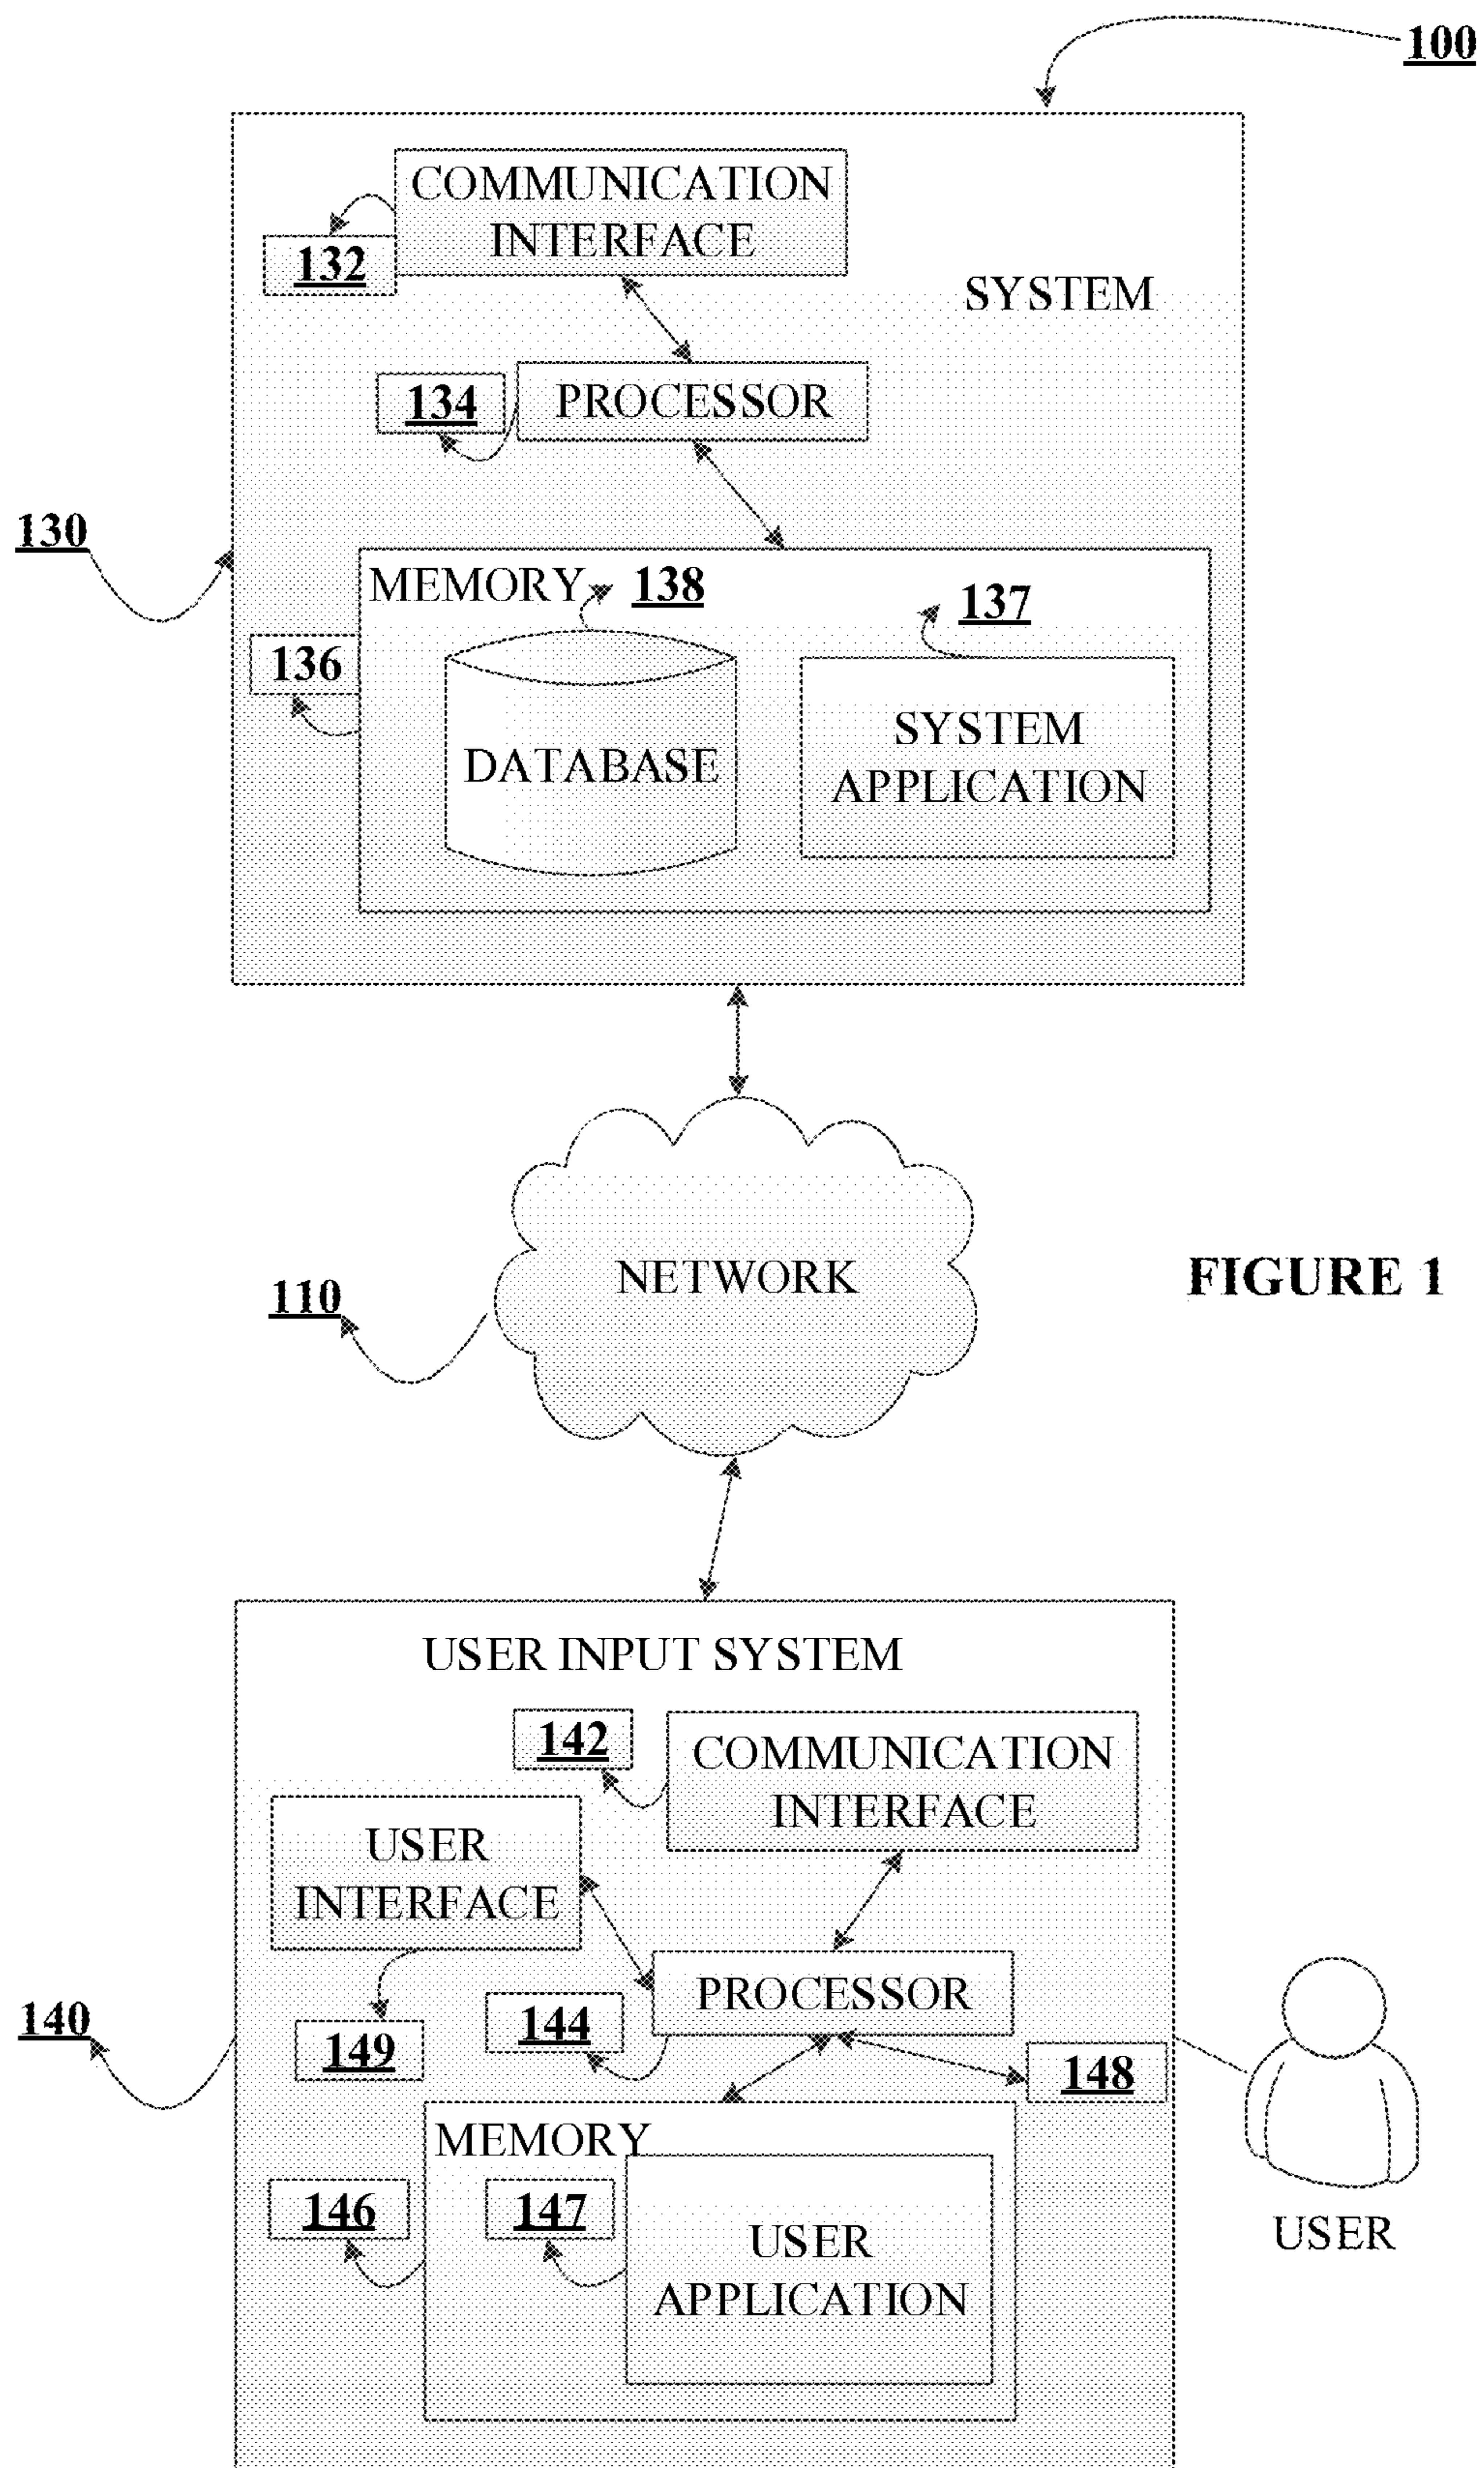 100
COMMUNICATION
INTERFACE
132
SYSTEM
134
PROCESSOR
130
MEMORY
138
137
136
DATABASE
SYSTEM
APPLICATION
NETWORK
110
FIGURE 1
USER INPUT SYSTEM
142
COMMUNICATION
INTERFACE
USER
INTERFACE
PROCESSOR
144
140
149
148
MEMORY
146
147
USER
APPLICATION
USER